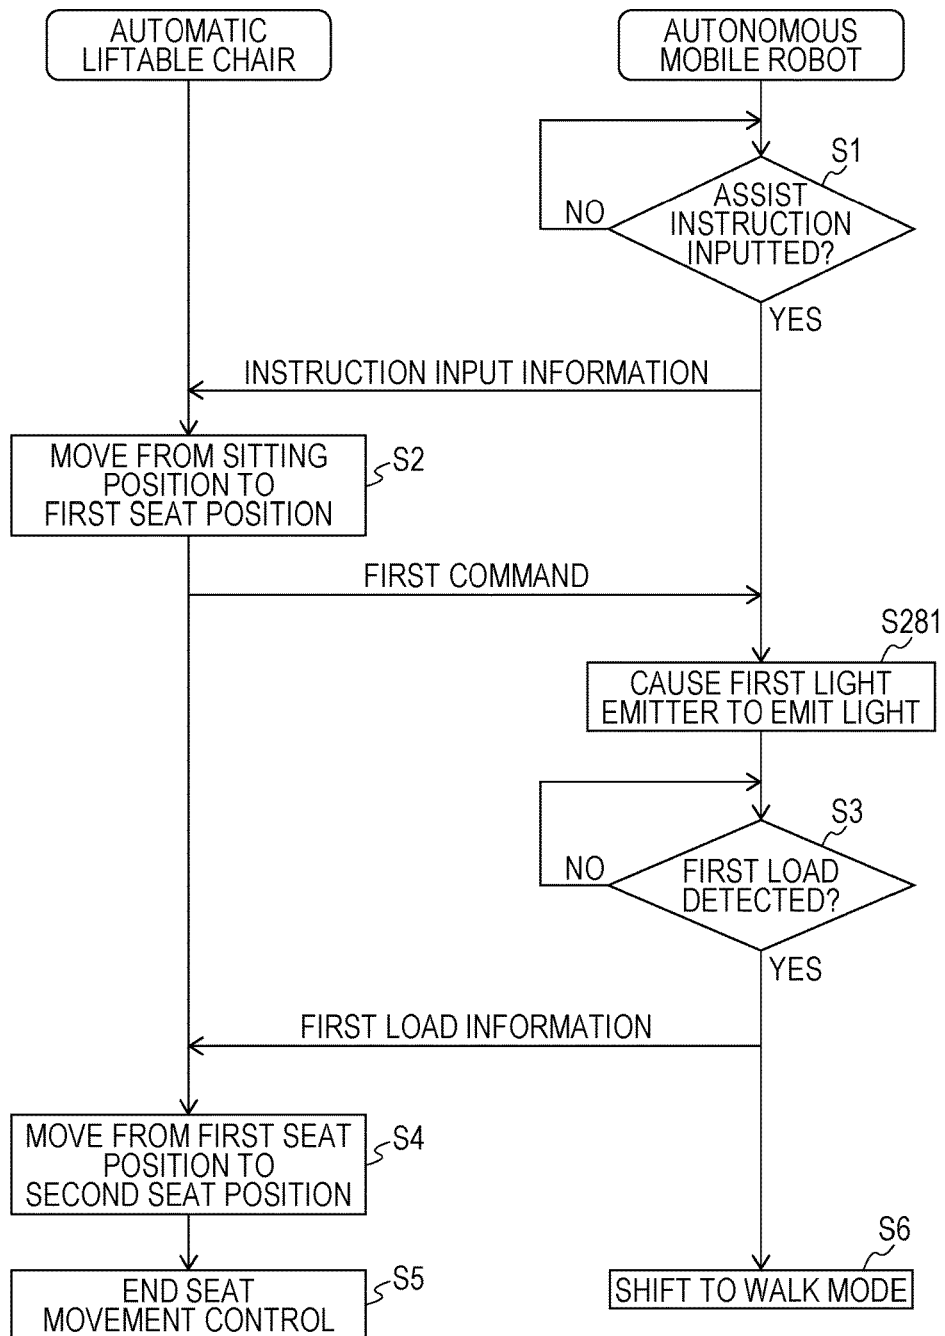 AUTOMATIC
LIFTABLE CHAIR
AUTONOMOUS
MOBILE ROBOT
S1
ASSIST
INSTRUCTION
INPUTTED?
NO
YES
INSTRUCTION INPUT INFORMATION
MOVE FROM SITTING
POSITION TO
FIRST SEAT POSITION
S2
FIRST COMMAND
S281
CAUSE FIRST LIGHT
EMITTER TO EMIT LIGHT
S3
FIRST LOAD
DETECTED?
NO
YES
FIRST LOAD INFORMATION
MOVE FROM FIRST SEAT
POSITION TO
SECOND SEAT POSITION
S4
S6
SHIFT TO WALK MODE
END SEAT
MOVEMENT CONTROL
S5